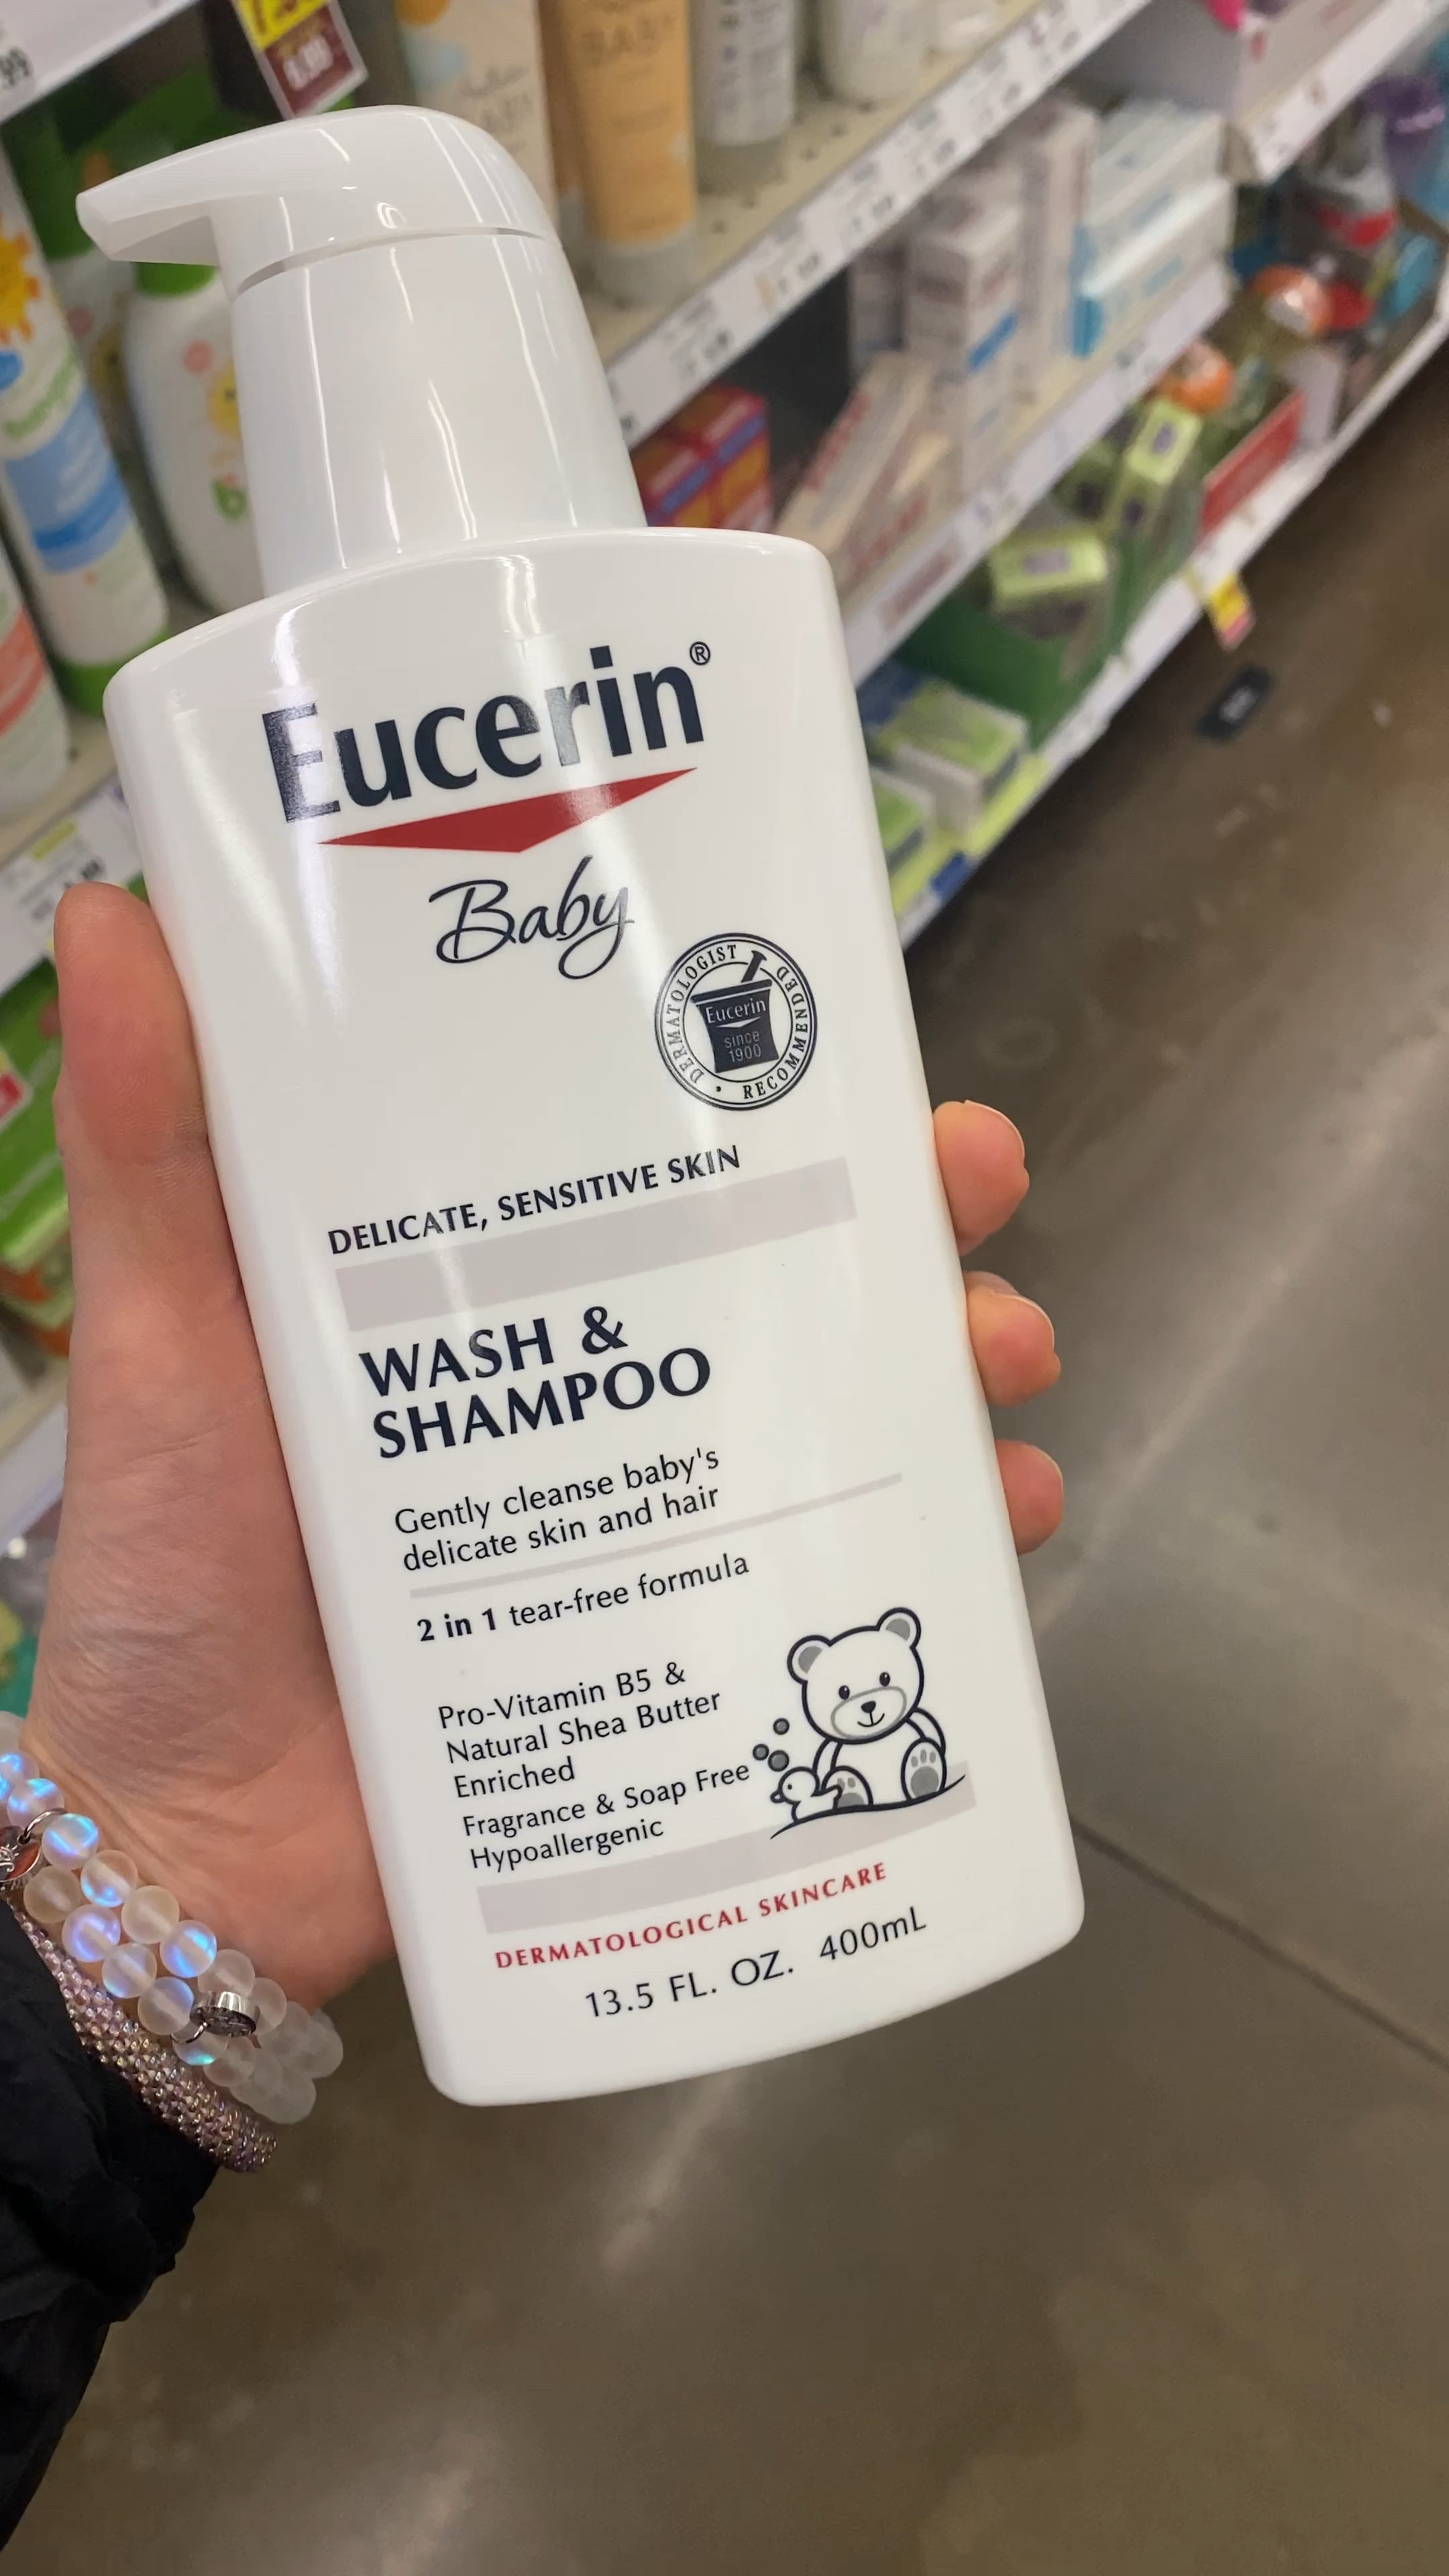 Eucerin®
Baby
DERMATOLOGIST RECOMMENDED
Eucerin
since
1900
DELICATE, SENSITIVE SKIN
WASH &
SHAMPOO
Gently cleanse baby's
delicate skin and hair
2 in 1 tear-free formula
Pro-Vitamin B5 &
Natural Shea Butter
Enriched
Fragrance & Soap Free
Hypoallergenic
DERMATOLOGICAL SKINCARE
13.5 FL. OZ. 400mL